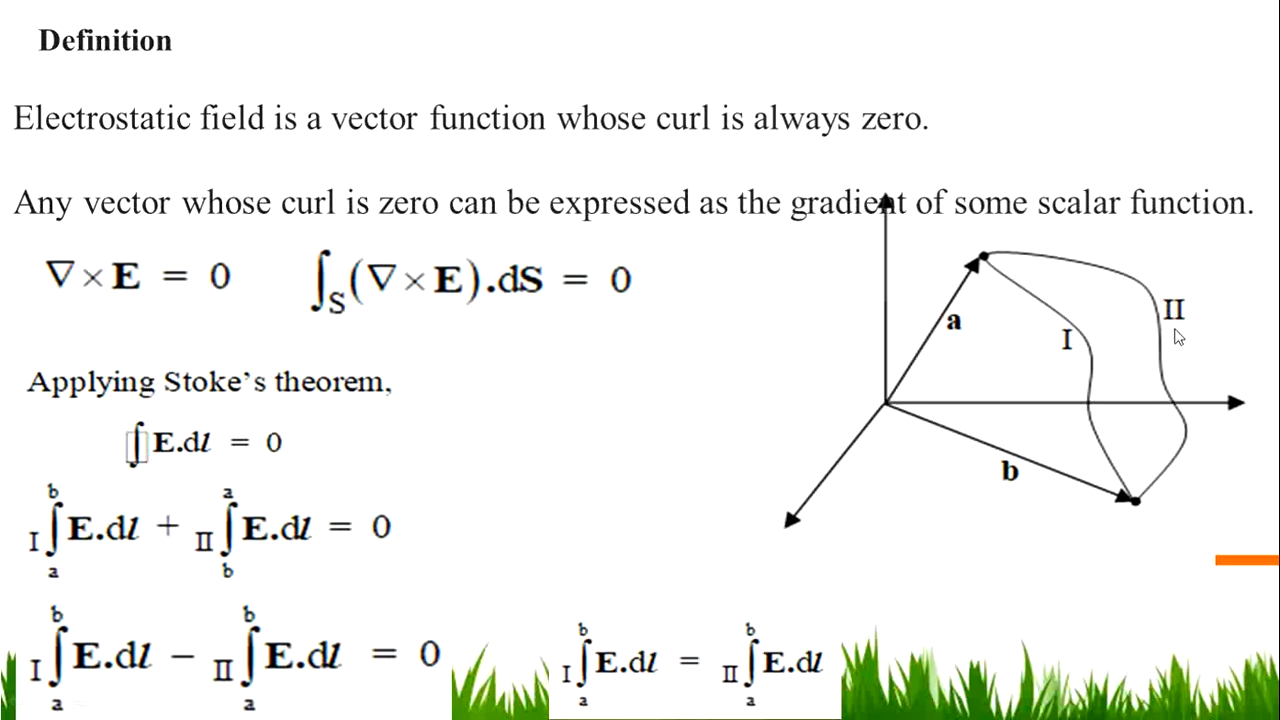 Definition
Electrostatic field is a vector function whose curl is always zero.
Any vector whose curl is zero can be expressed as the gradient of some scalar function.
∇ × E = 0
∫S (∇ × E).dS = 0
Applying Stoke's theorem,
∫ E.dl = 0
I ∫ₐᵇ E.dl + II ∫ᵇₐ E.dl = 0
I ∫ₐᵇ E.dl − II ∫ₐᵇ E.dl = 0
I ∫ₐᵇ E.dl = II ∫ₐᵇ E.dl
a
I
II
b